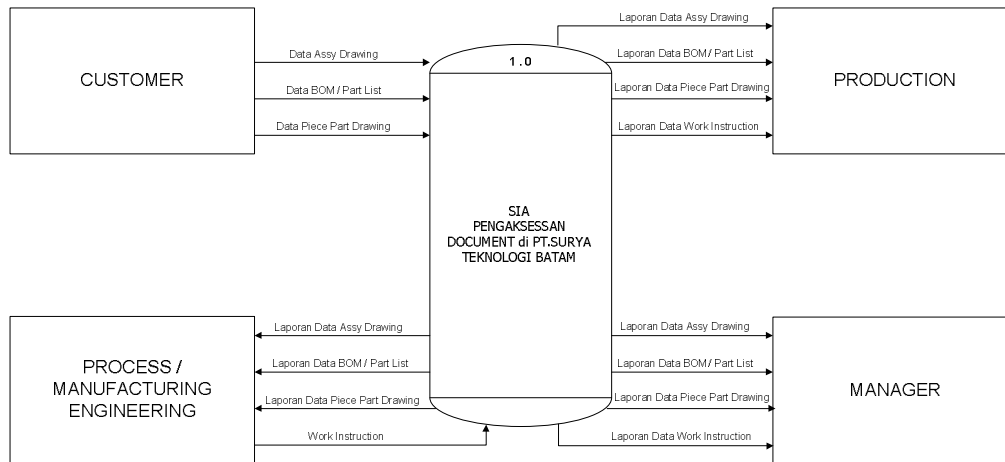 CUSTOMER
Data Assy Drawing
Data BOM / Part List
Data Piece Part Drawing
1.0
SIA
PENGAKSESSAN
DOCUMENT di PT.SURYA
TEKNOLOGI BATAM
Laporan Data Assy Drawing
Laporan Data BOM / Part List
Laporan Data Piece Part Drawing
Laporan Data Work Instruction
PRODUCTION
PROCESS /
MANUFACTURING
ENGINEERING
Laporan Data Assy Drawing
Laporan Data BOM / Part List
Laporan Data Piece Part Drawing
Work Instruction
Laporan Data Assy Drawing
Laporan Data BOM / Part List
Laporan Data Piece Part Drawing
Laporan Data Work Instruction
MANAGER